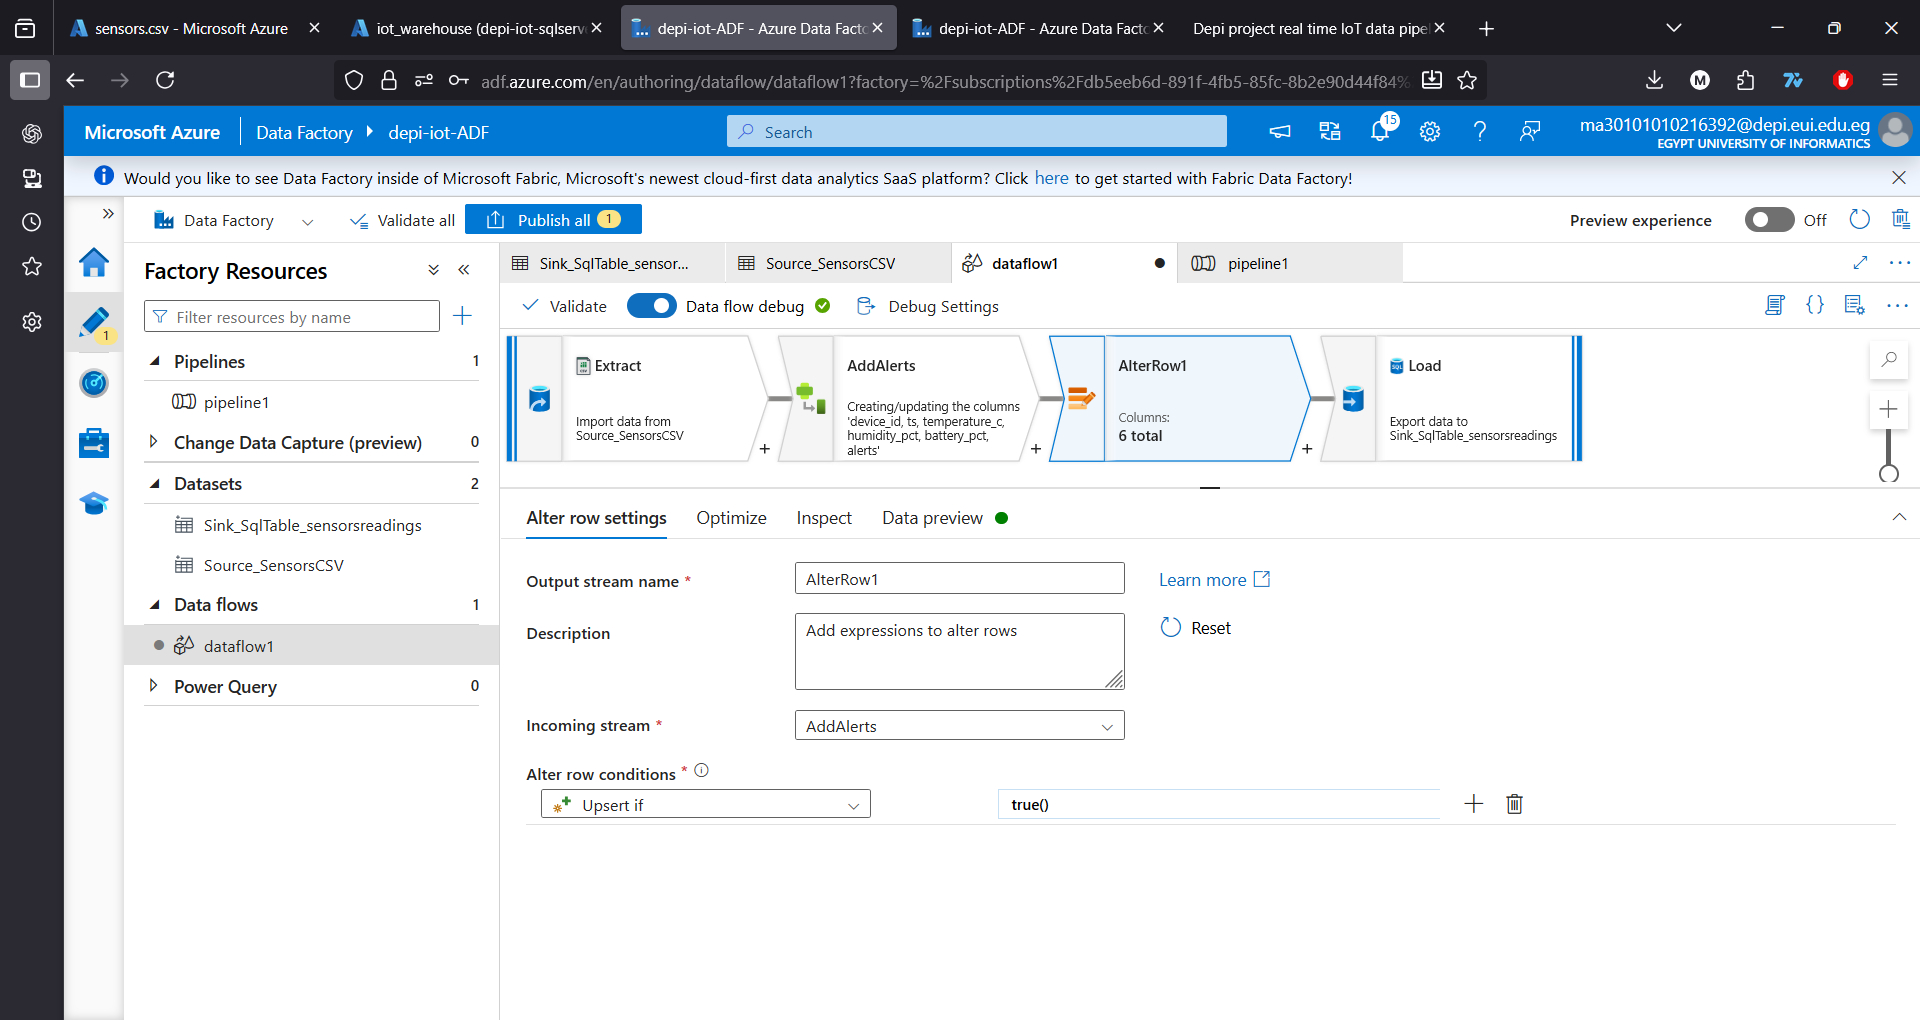 sensors.csv - Microsoft Azure
iot_warehouse (depi-iot-sqlserv
depi-iot-ADF - Azure Data Facto
depi-iot-ADF - Azure Data Facto
Depi project real time IoT data pipel
adf.azure.com/en/authoring/dataflow/dataflow1?factory=%2Fsubscriptions%2Fdb5eeb6d-891f-4fb5-85fc-8b2e90d44f84%
M
Microsoft Azure
Data Factory
depi-iot-ADF
Search
15
ma30101010216392@depi.eui.edu.eg
EGYPT UNIVERSITY OF INFORMATICS
Would you like to see Data Factory inside of Microsoft Fabric, Microsoft's newest cloud-first data analytics SaaS platform? Click here to get started with Fabric Data Factory!
Data Factory
Validate all
Publish all 1
Preview experience
Off
Factory Resources
Filter resources by name
1
Pipelines 1
pipeline1
Change Data Capture (preview) 0
Datasets 2
Sink_SqlTable_sensorsreadings
Source_SensorsCSV
Data flows 1
dataflow1
Power Query 0
Sink_SqlTable_sensor...
Source_SensorsCSV
dataflow1
pipeline1
Validate
Data flow debug
Debug Settings
Extract
Import data from
Source_SensorsCSV
AddAlerts
Creating/updating the columns
'device_id, ts, temperature_c,
humidity_pct, battery_pct,
alerts'
AlterRow1
Columns:
6 total
SQL
Load
Export data to
Sink_SqlTable_sensorsreadings
Alter row settings
Optimize
Inspect
Data preview
Output stream name *
AlterRow1
Learn more
Description
Add expressions to alter rows
Reset
Incoming stream *
AddAlerts
Alter row conditions *
Upsert if
true()